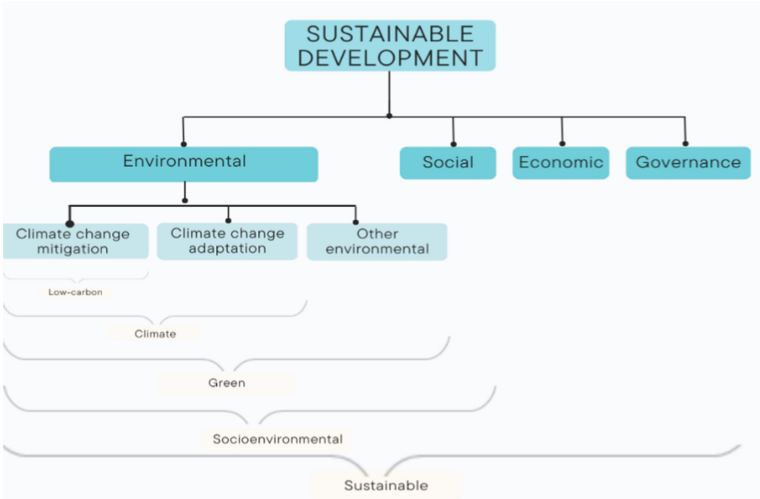 SUSTAINABLE
DEVELOPMENT
Environmental
Social
Economic
Governance
Climate change
mitigation
Climate change
adaptation
Other
environmental
Low-carbon
Climate
Green
Socioenvironmental
Sustainable